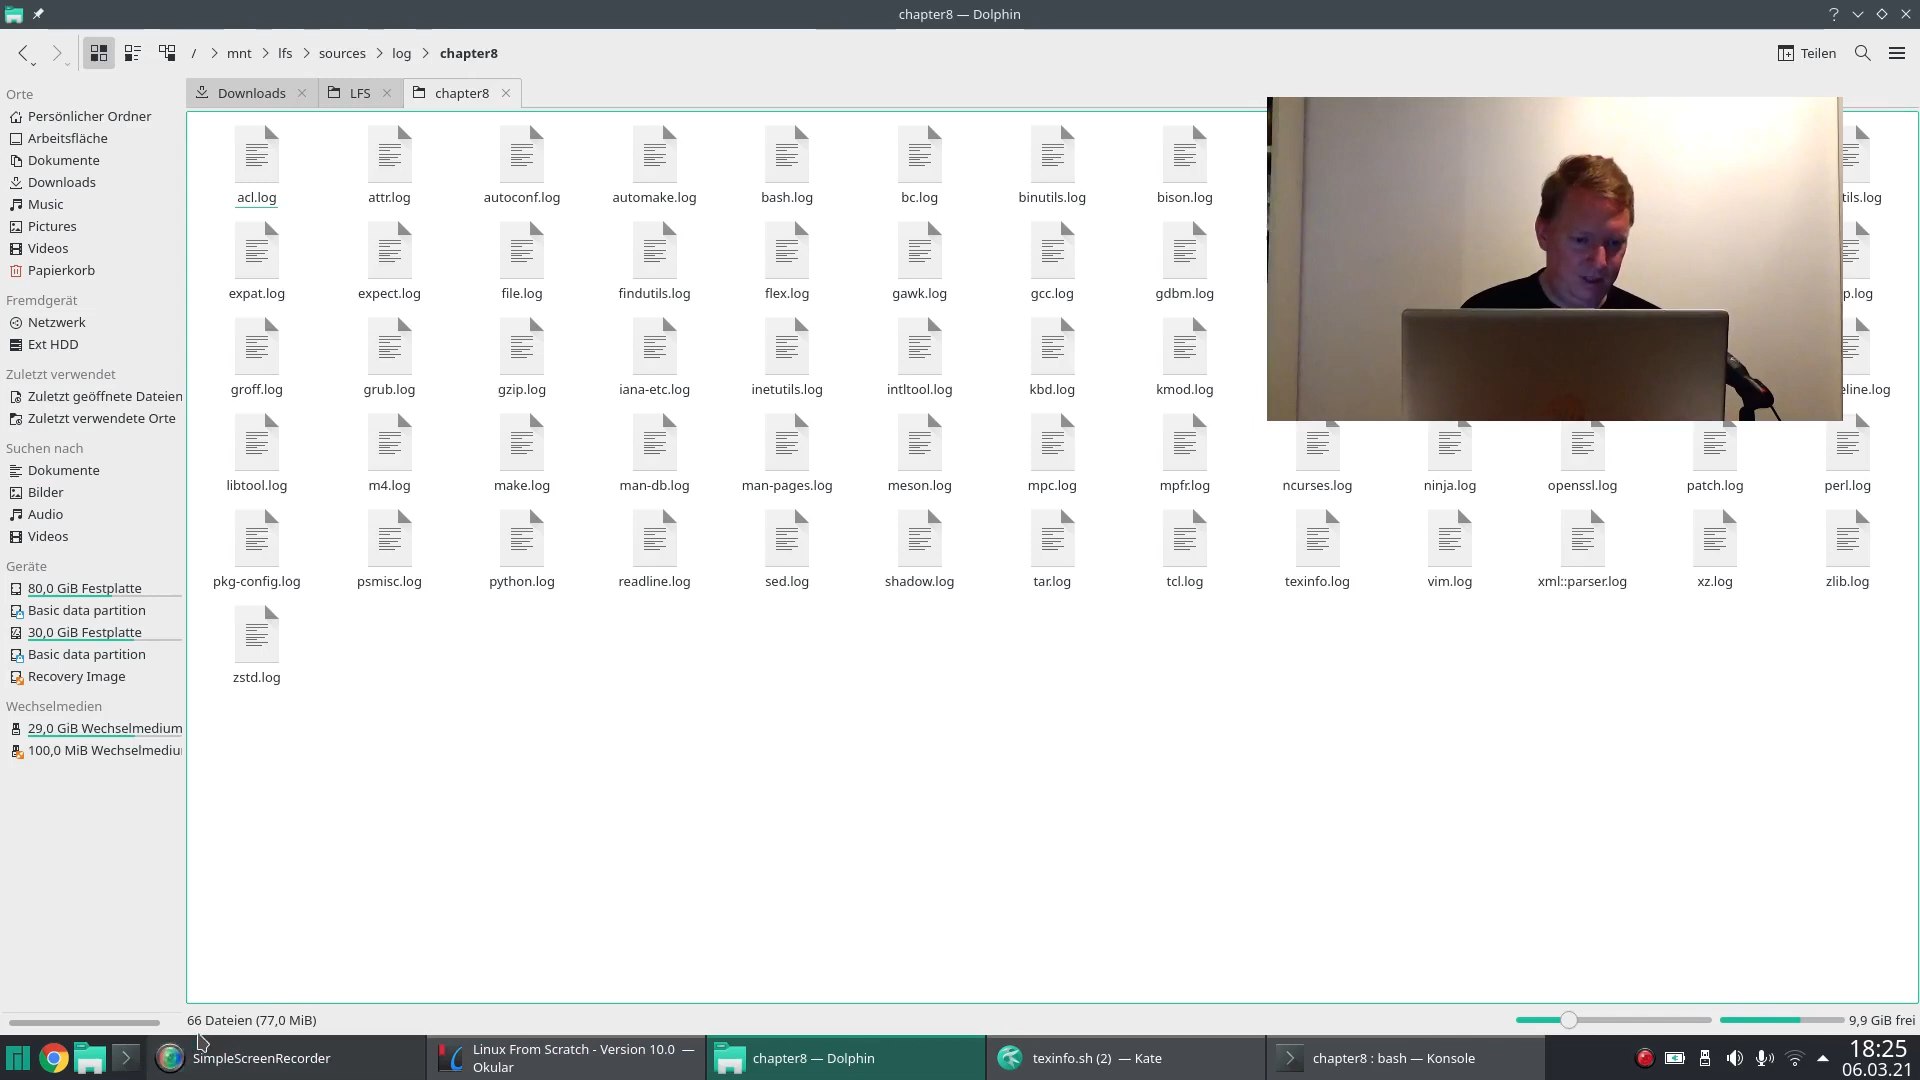 chapter8 — Dolphin
/ > mnt > lfs > sources > log > chapter8
Teilen
Downloads
LFS
chapter8
Orte
Persönlicher Ordner
Arbeitsfläche
Dokumente
Downloads
Music
Pictures
Videos
Papierkorb
Fremdgerät
Netzwerk
Ext HDD
Zuletzt verwendet
Zuletzt geöffnete Dateien
Zuletzt verwendete Orte
Suchen nach
Dokumente
Bilder
Audio
Videos
Geräte
80,0 GiB Festplatte
Basic data partition
30,0 GiB Festplatte
Basic data partition
Recovery Image
Wechselmedien
29,0 GiB Wechselmedium
100,0 MiB Wechselmediu
acl.log attr.log autoconf.log automake.log bash.log bc.log binutils.log bison.log tils.log
expat.log expect.log file.log findutils.log flex.log gawk.log gcc.log gdbm.log p.log
groff.log grub.log gzip.log iana-etc.log inetutils.log intltool.log kbd.log kmod.log eline.log
libtool.log m4.log make.log man-db.log man-pages.log meson.log mpc.log mpfr.log ncurses.log ninja.log openssl.log patch.log perl.log
pkg-config.log psmisc.log python.log readline.log sed.log shadow.log tar.log tcl.log texinfo.log vim.log xml::parser.log xz.log zlib.log
zstd.log
66 Dateien (77,0 MiB)
9,9 GiB frei
SimpleScreenRecorder
Linux From Scratch - Version 10.0 —
Okular
chapter8 — Dolphin
texinfo.sh (2) — Kate
chapter8 : bash — Konsole
18:25
06.03.21